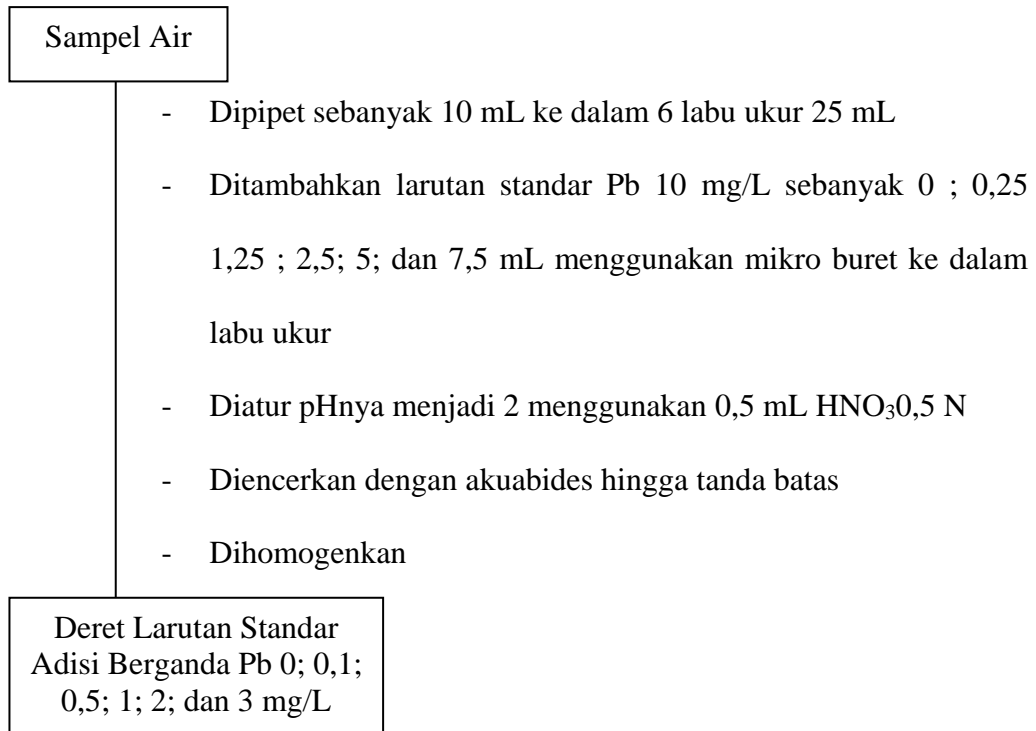 Sampel Air
- Dipipet sebanyak 10 mL ke dalam 6 labu ukur 25 mL
- Ditambahkan larutan standar Pb 10 mg/L sebanyak 0 ; 0,25
1,25 ; 2,5; 5; dan 7,5 mL menggunakan mikro buret ke dalam
labu ukur
- Diatur pHnya menjadi 2 menggunakan 0,5 mL HNO₃0,5 N
- Diencerkan dengan akuabides hingga tanda batas
- Dihomogenkan
Deret Larutan Standar
Adisi Berganda Pb 0; 0,1;
0,5; 1; 2; dan 3 mg/L